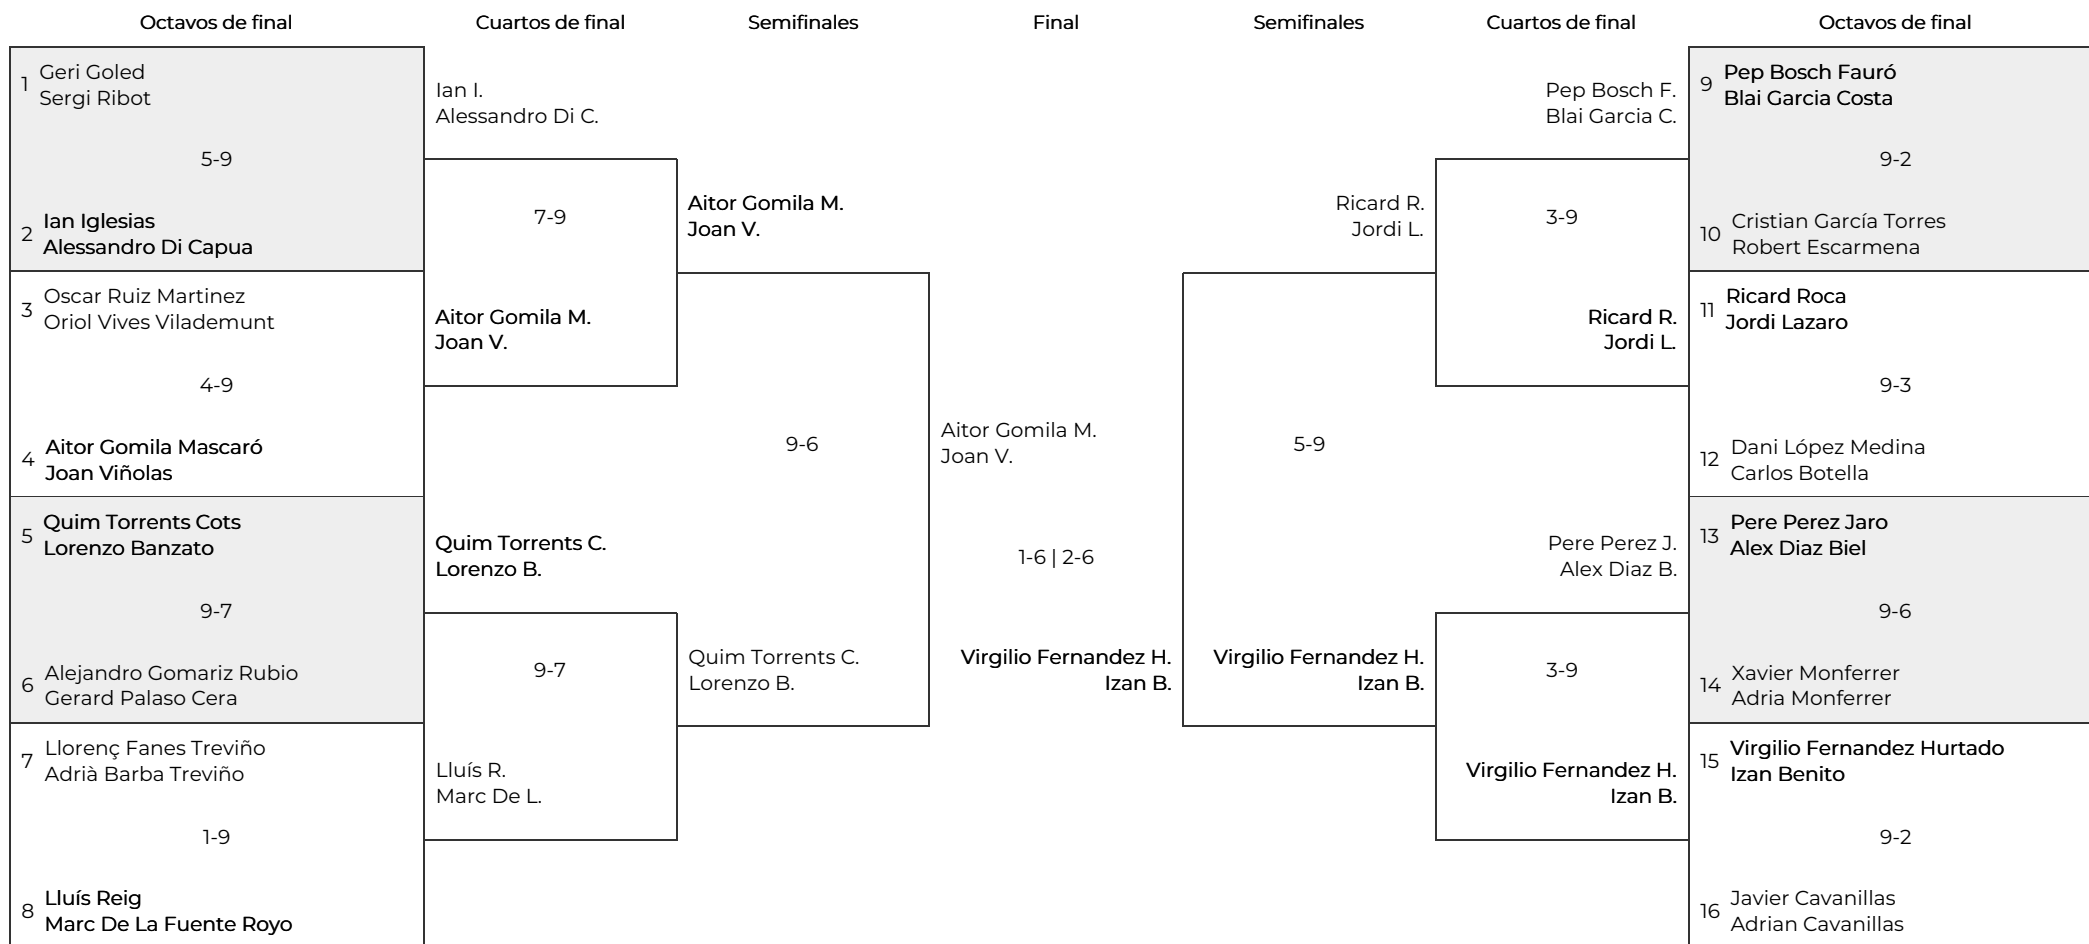 Octavos de final
Cuartos de final
Semifinales
Final
Semifinales
Cuartos de final
Octavos de final
1
Geri Goled
Sergi Ribot
5-9
2
Ian Iglesias
Alessandro Di Capua
3
Oscar Ruiz Martinez
Oriol Vives Vilademunt
4-9
4
Aitor Gomila Mascaró
Joan Viñolas
5
Quim Torrents Cots
Lorenzo Banzato
9-7
6
Alejandro Gomariz Rubio
Gerard Palaso Cera
7
Llorenç Fanes Treviño
Adrià Barba Treviño
1-9
8
Lluís Reig
Marc De La Fuente Royo
Ian I.
Alessandro Di C.
7-9
Aitor Gomila M.
Joan V.
Quim Torrents C.
Lorenzo B.
9-7
Lluís R.
Marc De L.
Aitor Gomila M.
Joan V.
9-6
Quim Torrents C.
Lorenzo B.
Aitor Gomila M.
Joan V.
1-6 | 2-6
Virgilio Fernandez H.
Izan B.
Ricard R.
Jordi L.
5-9
Virgilio Fernandez H.
Izan B.
Pep Bosch F.
Blai Garcia C.
3-9
Ricard R.
Jordi L.
Pere Perez J.
Alex Diaz B.
3-9
Virgilio Fernandez H.
Izan B.
9
Pep Bosch Fauró
Blai Garcia Costa
9-2
10
Cristian García Torres
Robert Escarmena
11
Ricard Roca
Jordi Lazaro
9-3
12
Dani López Medina
Carlos Botella
13
Pere Perez Jaro
Alex Diaz Biel
9-6
14
Xavier Monferrer
Adria Monferrer
15
Virgilio Fernandez Hurtado
Izan Benito
9-2
16
Javier Cavanillas
Adrian Cavanillas